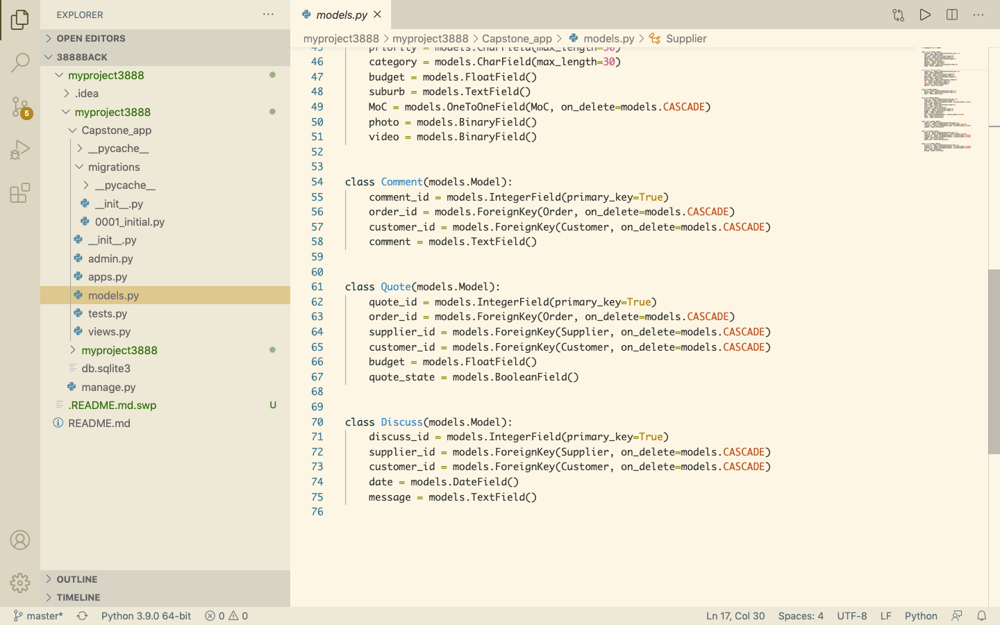 EXPLORER
OPEN EDITORS
3888BACK
myproject3888
.idea
myproject3888
Capstone_app
__pycache__
migrations
__pycache__
__init__.py
0001_initial.py
__init__.py
admin.py
apps.py
models.py
tests.py
views.py
myproject3888
db.sqlite3
manage.py
.README.md.swp U
README.md
OUTLINE
TIMELINE
5
models.py
myproject3888 > myproject3888 > Capstone_app > models.py > Supplier
45 priority = models.CharField(max_length=30)
46 category = models.CharField(max_length=30)
47 budget = models.FloatField()
48 suburb = models.TextField()
49 MoC = models.OneToOneField(MoC, on_delete=models.CASCADE)
50 photo = models.BinaryField()
51 video = models.BinaryField()
52
53
54 class Comment(models.Model):
55 comment_id = models.IntegerField(primary_key=True)
56 order_id = models.ForeignKey(Order, on_delete=models.CASCADE)
57 customer_id = models.ForeignKey(Customer, on_delete=models.CASCADE)
58 comment = models.TextField()
59
60
61 class Quote(models.Model):
62 quote_id = models.IntegerField(primary_key=True)
63 order_id = models.ForeignKey(Order, on_delete=models.CASCADE)
64 supplier_id = models.ForeignKey(Supplier, on_delete=models.CASCADE)
65 customer_id = models.ForeignKey(Customer, on_delete=models.CASCADE)
66 budget = models.FloatField()
67 quote_state = models.BooleanField()
68
69
70 class Discuss(models.Model):
71 discuss_id = models.IntegerField(primary_key=True)
72 supplier_id = models.ForeignKey(Supplier, on_delete=models.CASCADE)
73 customer_id = models.ForeignKey(Customer, on_delete=models.CASCADE)
74 date = models.DateField()
75 message = models.TextField()
76
master* Python 3.9.0 64-bit 0 0 Ln 17, Col 30 Spaces: 4 UTF-8 LF Python